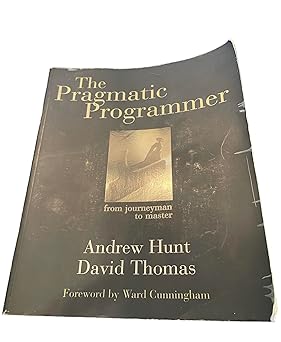 The
Pragmatic
Programmer
from journeyman
to master
Andrew Hunt
David Thomas
Foreword by Ward Cunningham